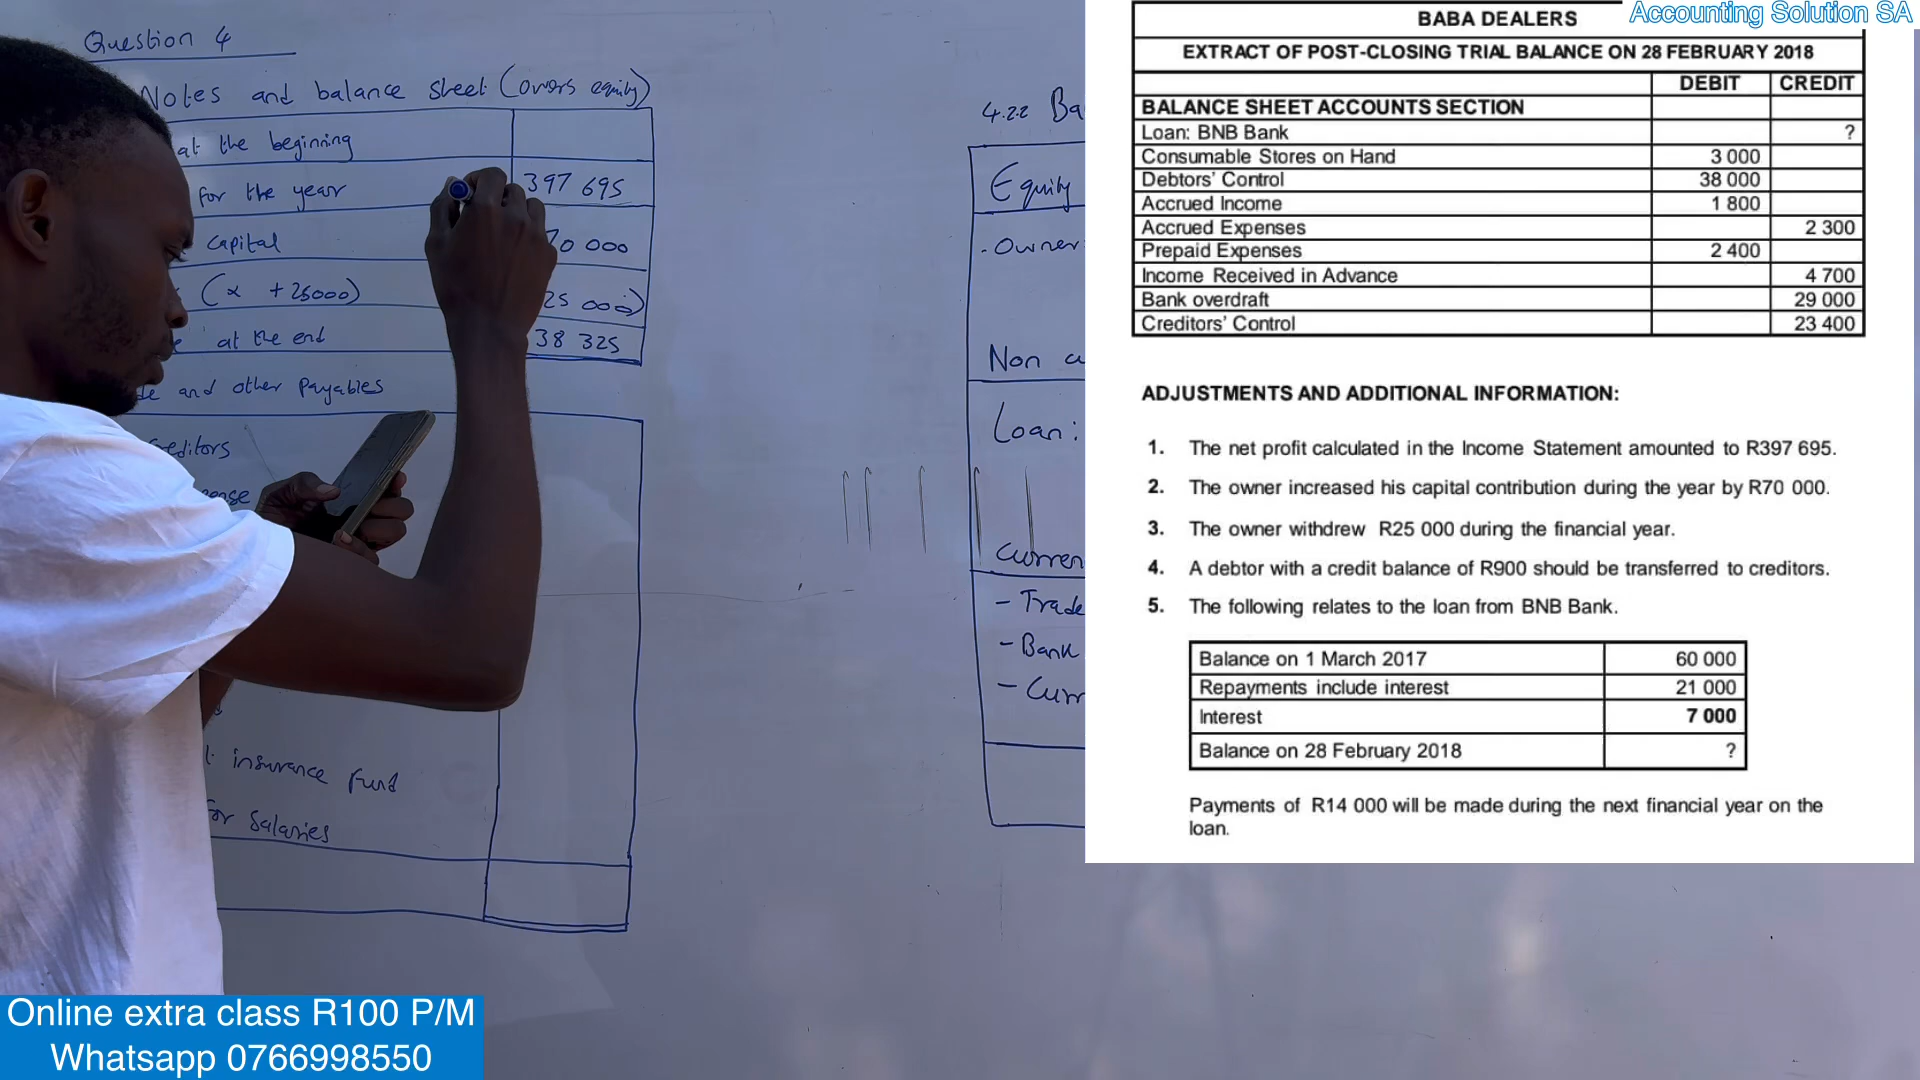 Question 4
Notes and balance sheet (owners equity)
at the beginning
for the year 397 695
Capital 70 000
(x +25000) 25 000)
at the end 38 325
and other Payables
insurance Fund
for Salaries
4.2.2 Ba
Equity
- Owner
Non
Loan:
Curren
- Trade
- Bank
- Curr
Accounting Solution SA
BABA DEALERS
EXTRACT OF POST-CLOSING TRIAL BALANCE ON 28 FEBRUARY 2018
DEBIT CREDIT
BALANCE SHEET ACCOUNTS SECTION
Loan: BNB Bank ?
Consumable Stores on Hand 3 000
Debtors' Control 38 000
Accrued Income 1 800
Accrued Expenses 2 300
Prepaid Expenses 2 400
Income Received in Advance 4 700
Bank overdraft 29 000
Creditors' Control 23 400
ADJUSTMENTS AND ADDITIONAL INFORMATION:
1. The net profit calculated in the Income Statement amounted to R397 695.
2. The owner increased his capital contribution during the year by R70 000.
3. The owner withdrew R25 000 during the financial year.
4. A debtor with a credit balance of R900 should be transferred to creditors.
5. The following relates to the loan from BNB Bank.
Balance on 1 March 2017 60 000
Repayments include interest 21 000
Interest 7 000
Balance on 28 February 2018 ?
Payments of R14 000 will be made during the next financial year on the
loan.
Online extra class R100 P/M
Whatsapp 0766998550